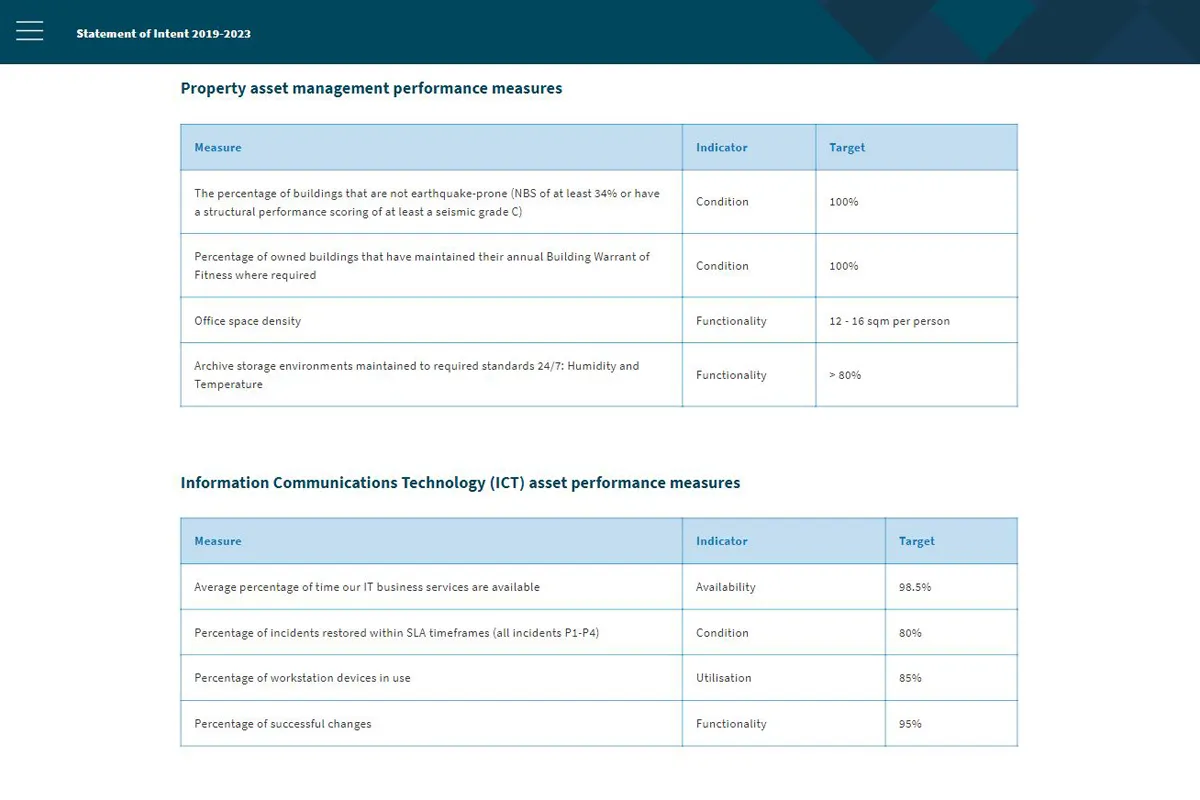 Statement of Intent 2019-2023
Property asset management performance measures
Measure Indicator Target
The percentage of buildings that are not earthquake-prone (NBS of at least 34% or have
a structural performance scoring of at least a seismic grade C)
Condition
100%
Percentage of owned buildings that have maintained their annual Building Warrant of
Fitness where required
Condition
100%
Office space density Functionality 12 - 16 sqm per person
Archive storage environments maintained to required standards 24/7: Humidity and
Temperature
Functionality
> 80%
Information Communications Technology (ICT) asset performance measures
Measure Indicator Target
Average percentage of time our IT business services are available Availability 98.5%
Percentage of incidents restored within SLA timeframes (all incidents P1-P4) Condition 80%
Percentage of workstation devices in use Utilisation 85%
Percentage of successful changes Functionality 95%